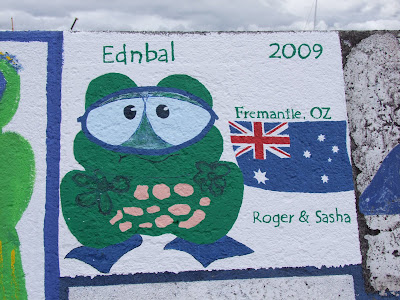 Ednbal 2009
Fremantle, OZ
Roger & Sasha